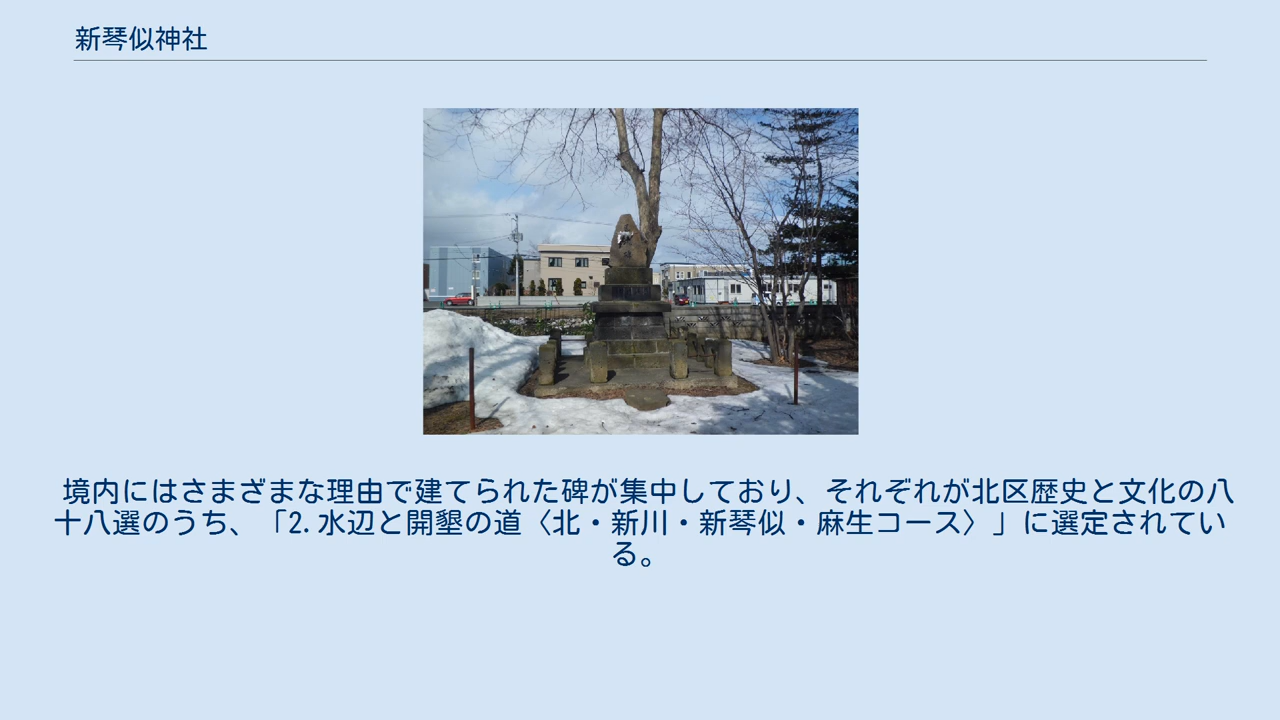 新琴似神社
境内にはさまざまな理由で建てられた碑が集中しており、それぞれが北区歴史と文化の八
十八選のうち、「2.水辺と開墾の道〈北・新川・新琴似・麻生コース〉」に選定されてい
る。